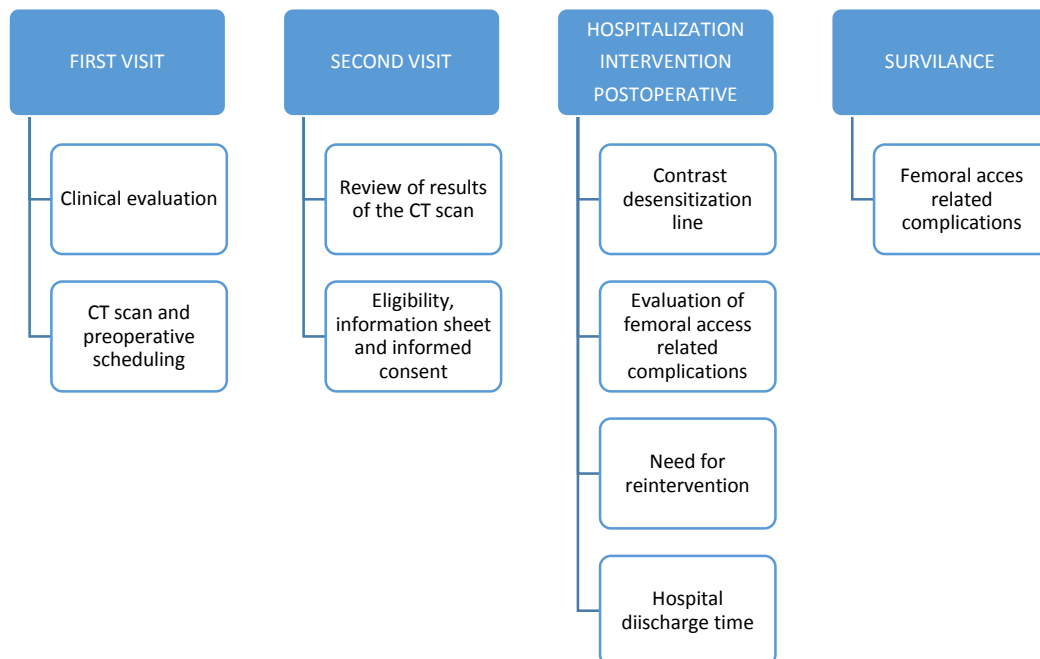 FIRST VISIT
Clinical evaluation
CT scan and
preoperative
scheduling
SECOND VISIT
Review of results
of the CT scan
Eligibility,
information sheet
and informed
consent
HOSPITALIZATION
INTERVENTION
POSTOPERATIVE
Contrast
desensitization
line
Evaluation of
femoral access
related
complications
Need for
reintervention
Hospital
diischarge time
SURVILANCE
Femoral acces
related
complications